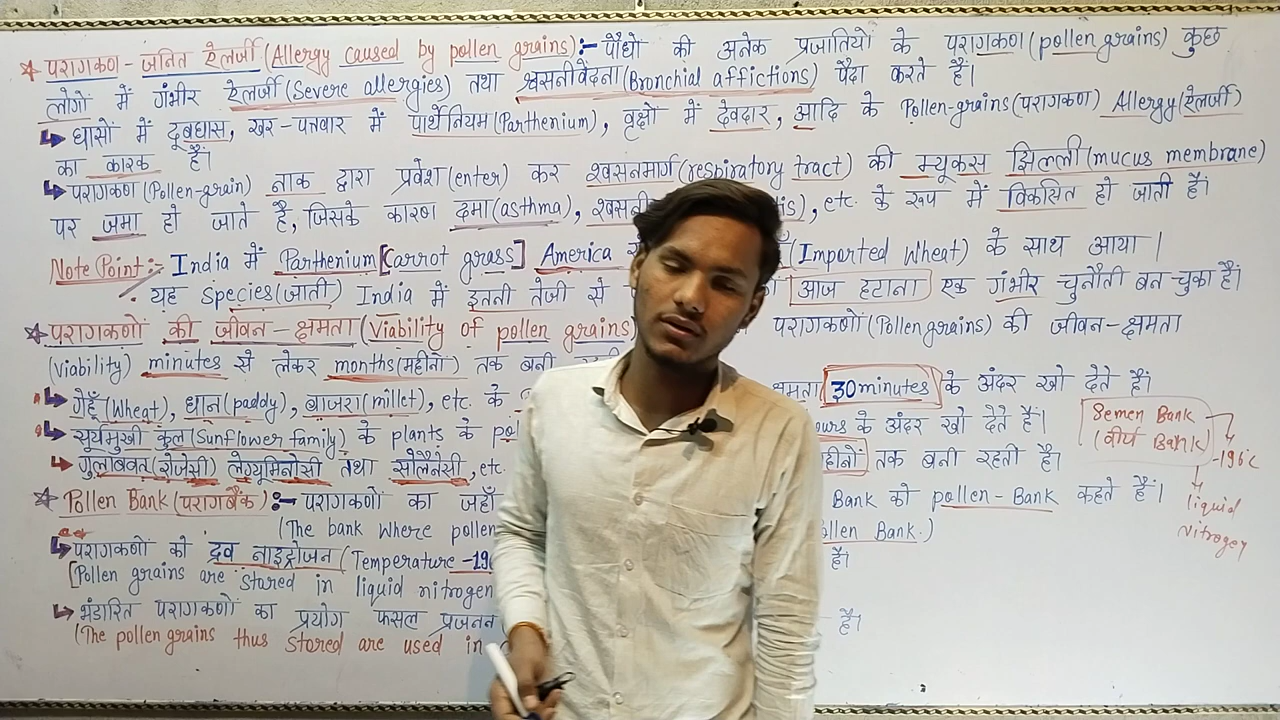 ☆ परागकण - जनित ऐलर्जी (Allergy caused by pollen grains) :- पौधों की अनेक प्रजातियों के परागकण (pollen grains) कुछ
लोगों में गंभीर ऐलर्जी (Severe allergies) तथा श्वसनीवेदना (Bronchial affictions) पैदा करते हैं।
↳ घासों में दूबघास, खर-पतवार में पार्थेनियम (Parthenium), वृक्षों में देवदार, आदि के Pollen-grains (परागकण) Allergy (ऐलर्जी)
का कारक हैं।
↳ परागकण (Pollen-grain) नाक द्वारा प्रवेश (enter) कर श्वसनमार्ग (respiratory tract) की म्यूकस झिल्ली (mucus membrane)
पर जमा हो जाते है, जिसके कारण दमा (asthma), श्वसनी is), etc. के रूप में विकसित हो जाती हैं।
Note Point :- India में Parthenium [Carrot grass] America (Imported Wheat) के साथ आया।
. यह species (जाती) India में इतनी तेजी से आज हटाना एक गंभीर चुनौती बन चुका हैं।
☆ परागकणों की जीवन-क्षमता (Viability of pollen grains) परागकणों (Pollen grains) की जीवन-क्षमता
(viability) minutes से लेकर months (महीनो) तक बनी
↳ गेहूँ (Wheat), धान (paddy), बाजरा (millet), etc. के क्षमता 30 minutes के अंदर खो देते हैं।
↳ सूर्यमुखी कुल (Sunflower family) के plants के po ours के अंदर खो देते हैं।
↳ गुलाबवत (रोजेसी) लेग्यूमिनोसी तथा सोलैनेसी, etc. हीनों तक बनी रहती हैं।
Semen Bank
(वीर्य Bank)
-196°C
liquid
Nitrogen
☆ Pollen Bank (परागबैंक) :- परागकणों का जहाँ Bank को pollen-Bank कहते हैं।
(The bank where pollen ollen Bank.)
↳ परागकणों को द्रव नाइट्रोजन (Temperature -19 हैं।
[Pollen grains are stored in liquid nitrogen
↳ भंडारित परागकणों का प्रयोग फसल प्रजनन हैं।
(The pollen grains thus stored are used in